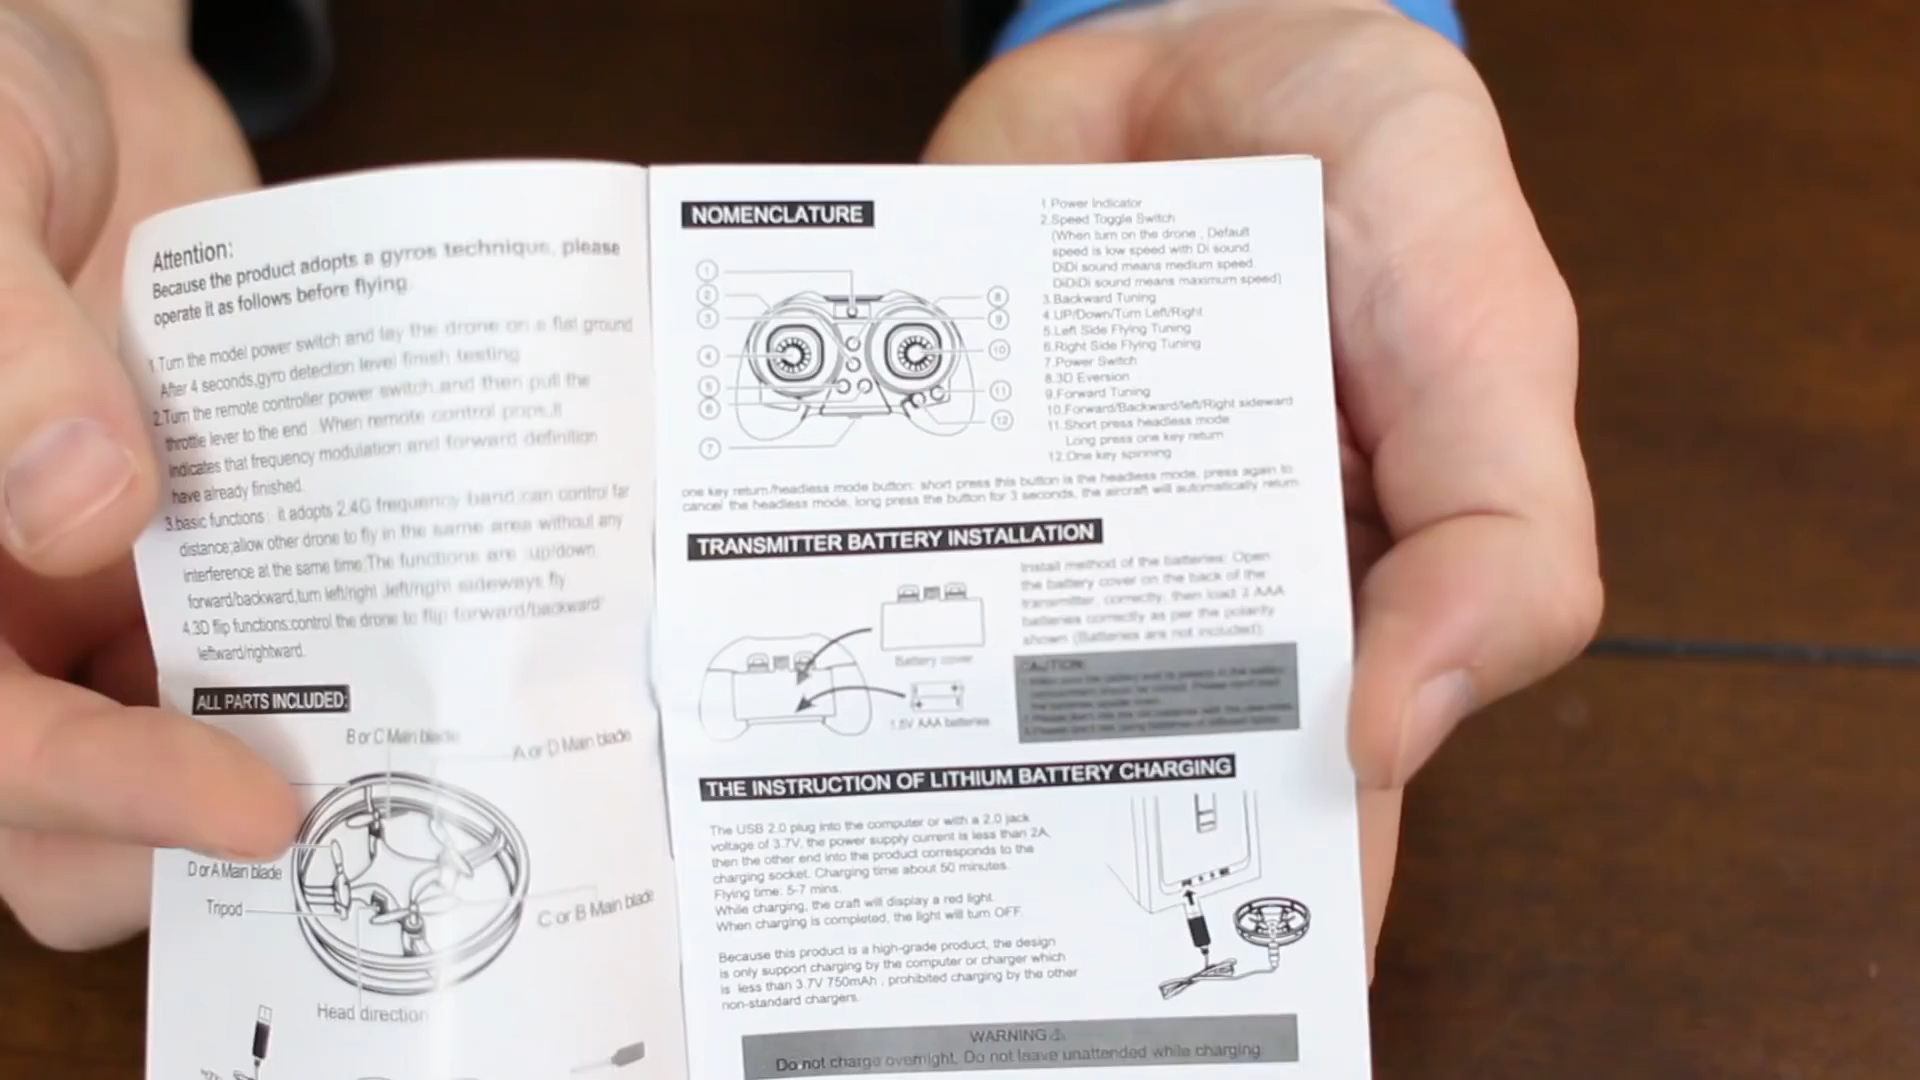 Attention:
Because the product adopts a gyros technique, please
operate it as follows before flying.
1.Turn the model power switch and lay the drone on a flat ground
After 4 seconds,gyro detection level finish testing
2.Turn the remote controller power switch and then pull the
throttle lever to the end . When remote control pops,it
indicates that frequency modulation and forward definition
have already finished.
3.basic functions : it adopts 2.4G frequency band,can control far
distance;allow other drone to fly in the same area without any
interference at the same time.The functions are :up/down,
forward/backward,turn left/right ,left/right sideways fly
4.3D flip functions:control the drone to flip forward/backward/
leftward/rightward.
ALL PARTS INCLUDED:
B or C Main blade
A or D Main blade
D or A Main blade
Tripod
C or B Main blade
Head direction
NOMENCLATURE
1
2
3
4
5
6
7
8
9
10
11
12
1.Power Indicator
2.Speed Toggle Switch
(When turn on the drone , Default
speed is low speed with Di sound.
DiDi sound means medium speed.
DiDiDi sound means maximum speed)
3.Backward Tuning
4.UP/Down/Turn Left/Right
5.Left Side Flying Tuning
6.Right Side Flying Tuning
7.Power Switch
8.3D Eversion
9.Forward Tuning
10.Forward/Backward/left/Right sideward
11.Short press headless mode
Long press one key return
12.One key spinning
one key return/headless mode button: short press this button is the headless mode, press again to
cancel the headless mode, long press the button for 3 seconds, the aircraft will automatically return
TRANSMITTER BATTERY INSTALLATION
Battery cover
1.5V AAA batteries
Install method of the batteries: Open
the battery cover on the back of the
transmitter, correctly, then load 2 AAA
batteries correctly as per the polarity
shown (Batteries are not included)
CAUTION:
THE INSTRUCTION OF LITHIUM BATTERY CHARGING
The USB 2.0 plug into the computer or with a 2.0 jack
voltage of 3.7V, the power supply current is less than 2A,
then the other end into the product corresponds to the
charging socket. Charging time about 50 minutes.
Flying time: 5-7 mins.
While charging, the craft will display a red light.
When charging is completed, the light will turn OFF.
Because this product is a high-grade product, the design
is only support charging by the computer or charger which
is less than 3.7V 750mAh , prohibited charging by the other
non-standard chargers.
WARNING ⚠
Do not charge overnight. Do not leave unattended while charging.